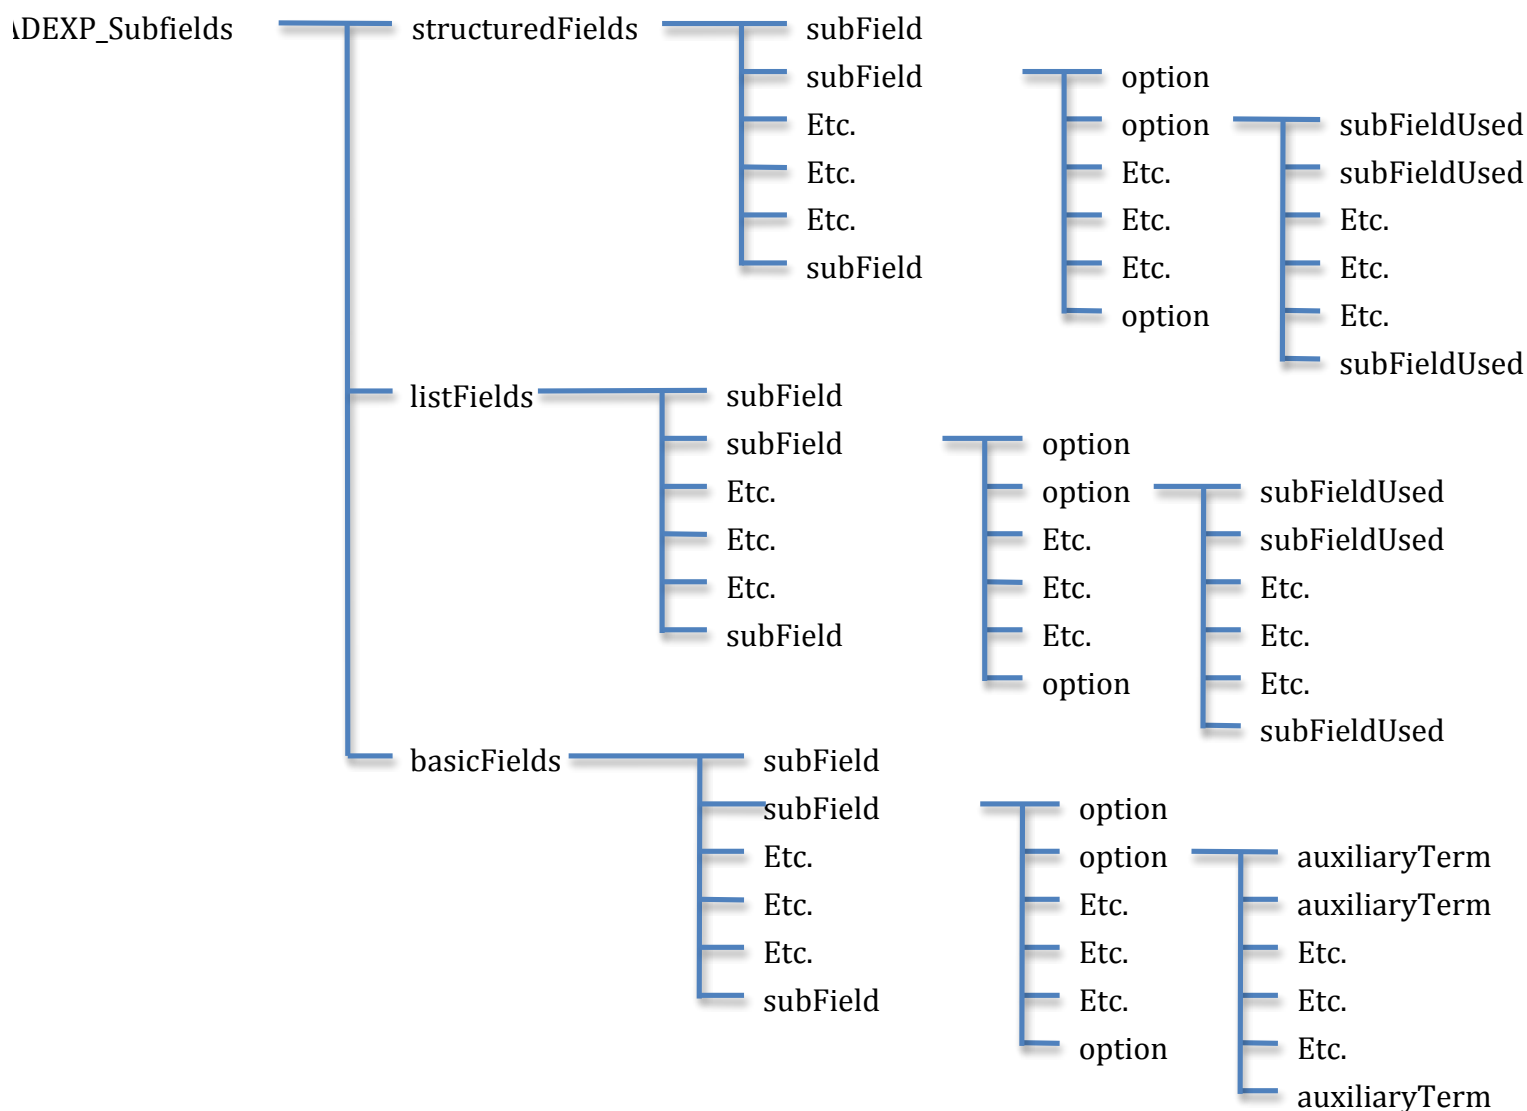 ADEXP_Subfields structuredFields subField
subField option
Etc. option subFieldUsed
Etc. Etc. subFieldUsed
Etc. Etc. Etc.
subField Etc. Etc.
option Etc.
subFieldUsed
listFields subField
subField option
Etc. option subFieldUsed
Etc. Etc. subFieldUsed
Etc. Etc. Etc.
subField Etc. Etc.
option Etc.
subFieldUsed
basicFields subField
subField option
Etc. option auxiliaryTerm
Etc. Etc. auxiliaryTerm
Etc. Etc. Etc.
subField Etc. Etc.
option Etc.
auxiliaryTerm